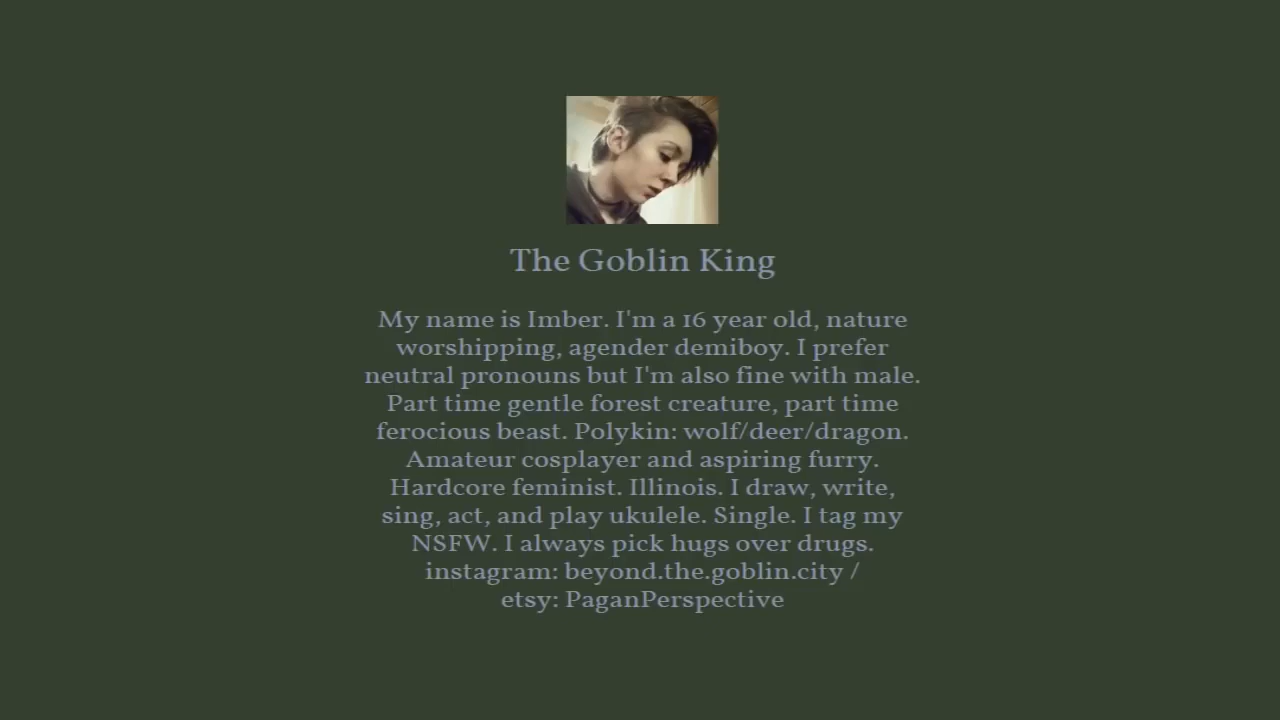 The Goblin King
My name is Imber. I'm a 16 year old, nature
worshipping, agender demiboy. I prefer
neutral pronouns but I'm also fine with male.
Part time gentle forest creature, part time
ferocious beast. Polykin: wolf/deer/dragon.
Amateur cosplayer and aspiring furry.
Hardcore feminist. Illinois. I draw, write,
sing, act, and play ukulele. Single. I tag my
NSFW. I always pick hugs over drugs.
instagram: beyond.the.goblin.city /
etsy: PaganPerspective